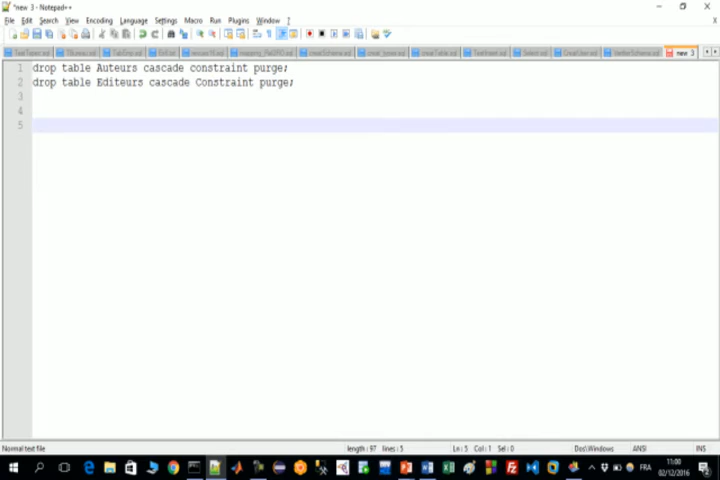 *new 3 - Notepad++
File Edit Search View Encoding Language Settings Macro Run Plugins Window ?
new 3
1 drop table Auteurs cascade constraint purge;
2 drop table Editeurs cascade Constraint purge;
3
4
5
Normal text file length : 97 lines : 5 Ln : 5 Col : 1 Sel : 0 Dos\Windows ANSI INS
FRA 11:00
02/12/2016